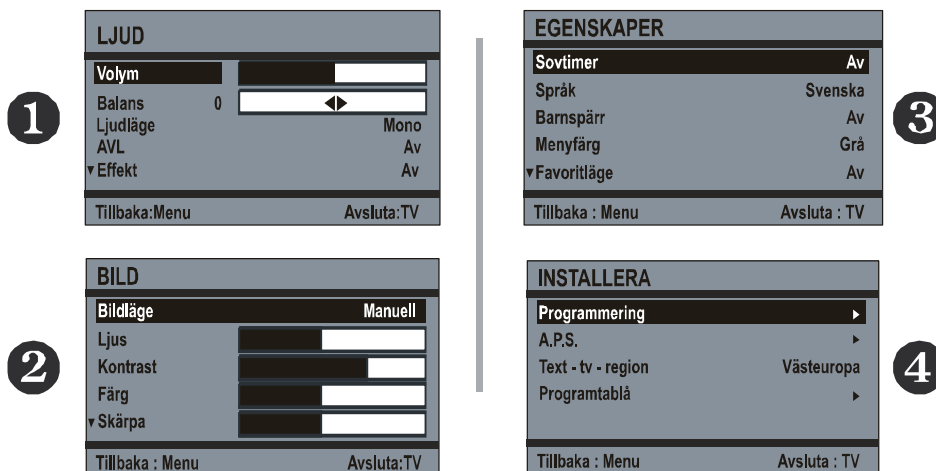 1
LJUD
Volym
Balans 0
Ljudläge Mono
AVL Av
▾Effekt Av
Tillbaka:Menu Avsluta:TV
2
BILD
Bildläge Manuell
Ljus
Kontrast
Färg
▾Skärpa
Tillbaka : Menu Avsluta:TV
3
EGENSKAPER
Sovtimer Av
Språk Svenska
Barnspärr Av
Menyfärg Grå
▾Favoritläge Av
Tillbaka : Menu Avsluta : TV
4
INSTALLERA
Programmering ▸
A.P.S. ▸
Text - tv - region Västeuropa
Programtablå ▸
Tillbaka : Menu Avsluta : TV